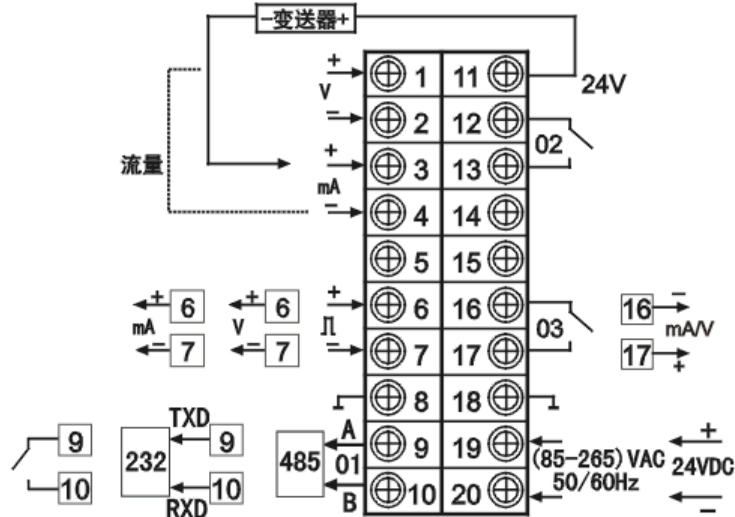 -变送器+
+ 1 11 24V
V
- 2 12
02
+ 3 13
流量
mA
- 4 14
5 15
+ 6 + 6 + 6 16 16 -
mA V 03 mA/V
- 7 - 7 - 7 17 17 +
8 18
TXD
9 9 A 9 19 +
232 485 01 (85-265)VAC 24VDC
50/60Hz
10 10 B 10 20 -
RXD